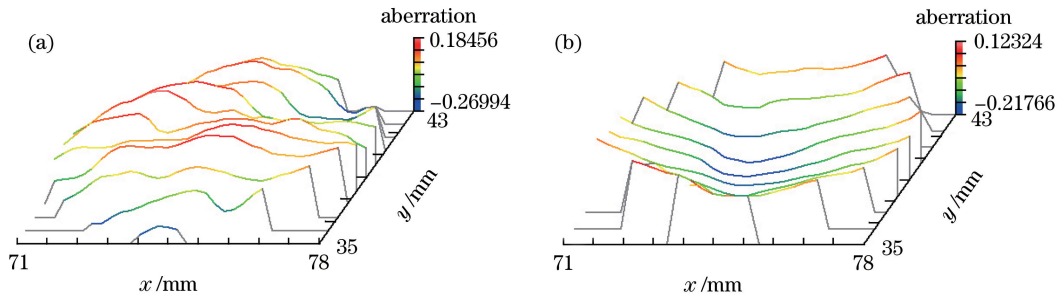 (a)
aberration
0.18456
−0.26994
43
y /mm
35
71
78
x /mm
(b)
aberration
0.12324
−0.21766
43
y /mm
35
71
78
x /mm